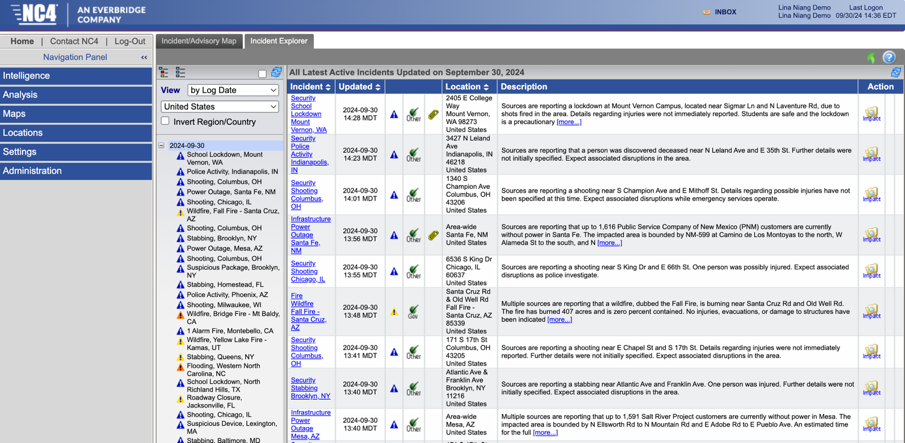 NC4
AN EVERBRIDGE
COMPANY
INBOX
Lina Niang Demo Last Logon
Lina Niang Demo 09/30/24 14:36 EDT
Home | Contact NC4 | Log-Out
Navigation Panel «
Intelligence
Analysis
Maps
Locations
Settings
Administration
Incident/Advisory Map
Incident Explorer
View by Log Date
United States
Invert Region/Country
2024-09-30
School Lockdown, Mount
Vernon, WA
Police Activity, Indianapolis, IN
Shooting, Columbus, OH
Power Outage, Santa Fe, NM
Shooting, Chicago, IL
Wildfire, Fall Fire - Santa Cruz,
AZ
Shooting, Columbus, OH
Stabbing, Brooklyn, NY
Power Outage, Mesa, AZ
Shooting, Columbus, OH
Suspicious Package, Brooklyn,
NY
Stabbing, Homestead, FL
Police Activity, Phoenix, AZ
Shooting, Milwaukee, WI
Wildfire, Bridge Fire - Mt Baldy,
CA
1 Alarm Fire, Montebello, CA
Wildfire, Yellow Lake Fire -
Kamas, UT
Stabbing, Queens, NY
Flooding, Western North
Carolina, NC
School Lockdown, North
Richland Hills, TX
Roadway Closure,
Jacksonville, FL
Shooting, Chicago, IL
Suspicious Device, Lexington,
MA
Stabbing, Baltimore, MD
All Latest Active Incidents Updated on September 30, 2024
Incident Updated Location Description Action
Security
School
Lockdown
Mount
Vernon, WA
2024-09-30
14:28 MDT
Other
2405 E College
Way
Mount Vernon,
WA 98273
United States
Sources are reporting a lockdown at Mount Vernon Campus, located near Sigmar Ln and N Laventure Rd, due to
shots fired in the area. Details regarding injuries were not immediately reported. Students are safe and the lockdown
is a precautionary [more...]
Impact
Security
Police
Activity
Indianapolis,
IN
2024-09-30
14:23 MDT
Other
3427 N Leland
Ave
Indianapolis, IN
46218
United States
Sources are reporting that a person was discovered deceased near N Leland Ave and E 35th St. Further details
were not initially specified. Expect associated disruptions in the area.
Impact
Security
Shooting
Columbus,
OH
2024-09-30
14:01 MDT
Other
1340 S
Champion Ave
Columbus, OH
43206
United States
Sources are reporting a shooting near S Champion Ave and E Mithoff St. Details regarding possible injuries have not
been specified at this time. Expect associated disruptions while emergency services operate.
Impact
Infrastructure
Power
Outage
Santa Fe,
NM
2024-09-30
13:56 MDT
Other
Area-wide
Santa Fe, NM
United States
Sources are reporting that up to 1,616 Public Service Company of New Mexico (PNM) customers are currently
without power in Santa Fe. The impacted area is bounded by NM-599 at Camino de Los Montoyas to the north, W
Alameda St to the south, and N [more...]
Impact
Security
Shooting
Chicago, IL
2024-09-30
13:55 MDT
Other
6536 S King Dr
Chicago, IL
60637
United States
Sources are reporting a shooting near S King Dr and E 66th St. One person was possibly injured. Expect associated
disruptions as police investigate.
Impact
Fire
Wildfire
Fall Fire -
Santa Cruz,
AZ
2024-09-30
13:48 MDT
Gov
Santa Cruz Rd
& Old Well Rd
Fall Fire -
Santa Cruz, AZ
85339
United States
Multiple sources are reporting that a wildfire, dubbed the Fall Fire, is burning near Santa Cruz Rd and Old Well Rd.
The fire has burned 407 acres and is zero percent contained. No injuries, evacuations, or damage to structures have
been indicated [more...]
Impact
Security
Shooting
Columbus,
OH
2024-09-30
13:41 MDT
Other
171 S 17th St
Columbus, OH
43205
United States
Sources are reporting a shooting near E Chapel St and S 17th St. Details regarding injuries were not immediately
reported. Further details were not initially specified. Expect associated disruptions in the area.
Impact
Security
Stabbing
Brooklyn, NY
2024-09-30
13:40 MDT
Other
Atlantic Ave &
Franklin Ave
Brooklyn, NY
11216
United States
Sources are reporting a stabbing near Atlantic Ave and Franklin Ave. One person was injured. Further details were not
initially specified. Expect associated disruptions in the area.
Impact
Infrastructure
Power
Outage
Mesa, AZ
2024-09-30
13:40 MDT
Other
Area-wide
Mesa, AZ
United States
Sources are reporting that up to 1,591 Salt River Project customers are currently without power in Mesa. The
impacted area is bounded by N Ellsworth Rd to N Mountain Rd and E Adobe Rd to E Pueblo Ave. An estimated time
for the full [more...]
Impact